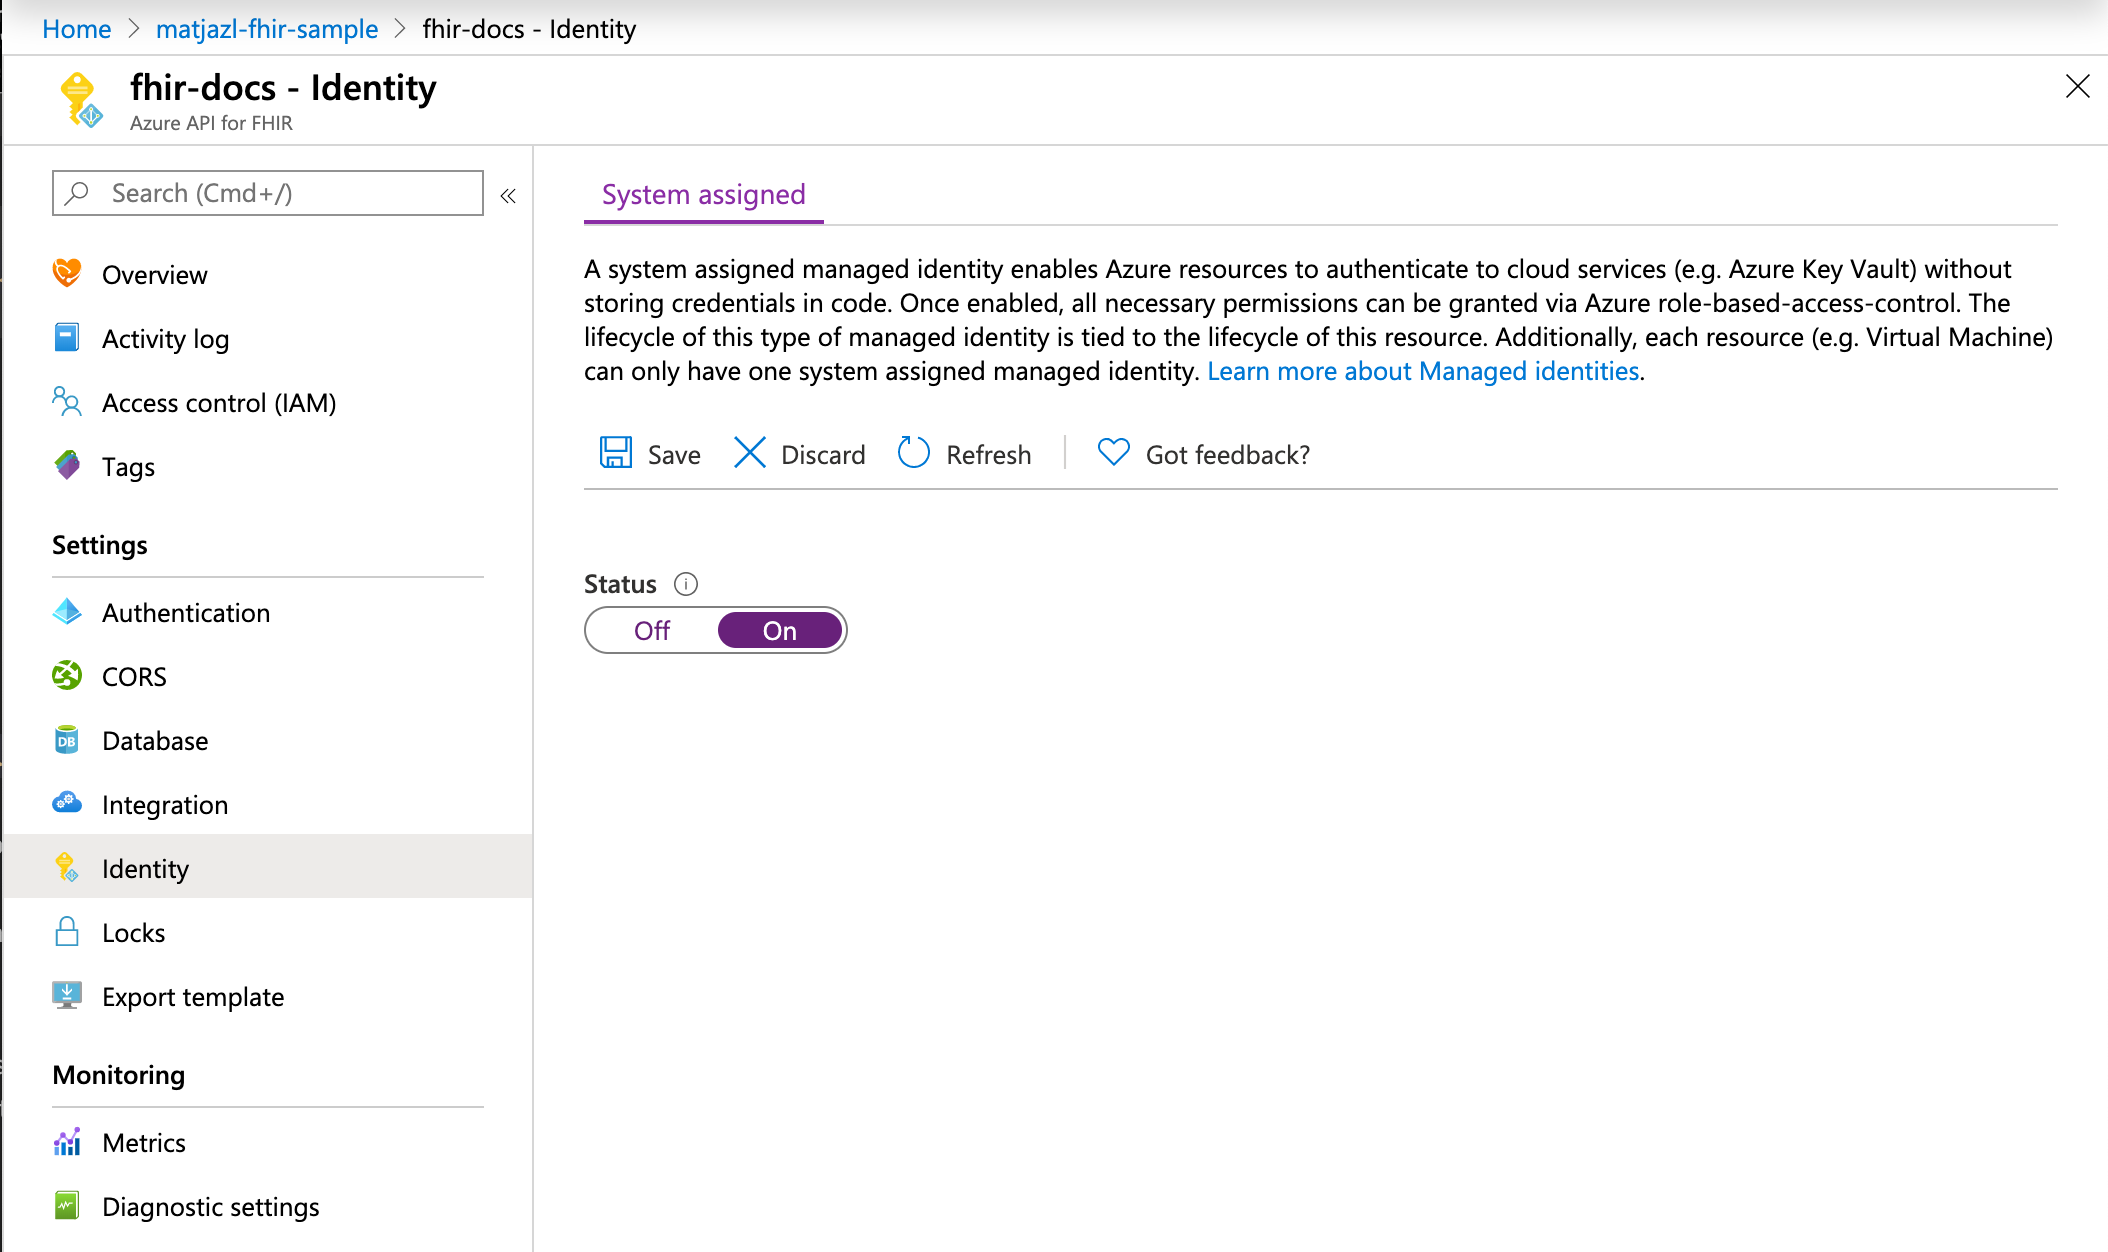 Home > matjazl-fhir-sample > fhir-docs - Identity
fhir-docs - Identity
Azure API for FHIR
Search (Cmd+/)
Overview
Activity log
Access control (IAM)
Tags
Settings
Authentication
CORS
DB Database
Integration
Identity
Locks
Export template
Monitoring
Metrics
Diagnostic settings
System assigned
A system assigned managed identity enables Azure resources to authenticate to cloud services (e.g. Azure Key Vault) without
storing credentials in code. Once enabled, all necessary permissions can be granted via Azure role-based-access-control. The
lifecycle of this type of managed identity is tied to the lifecycle of this resource. Additionally, each resource (e.g. Virtual Machine)
can only have one system assigned managed identity. Learn more about Managed identities.
Save Discard Refresh Got feedback?
Status
Off On